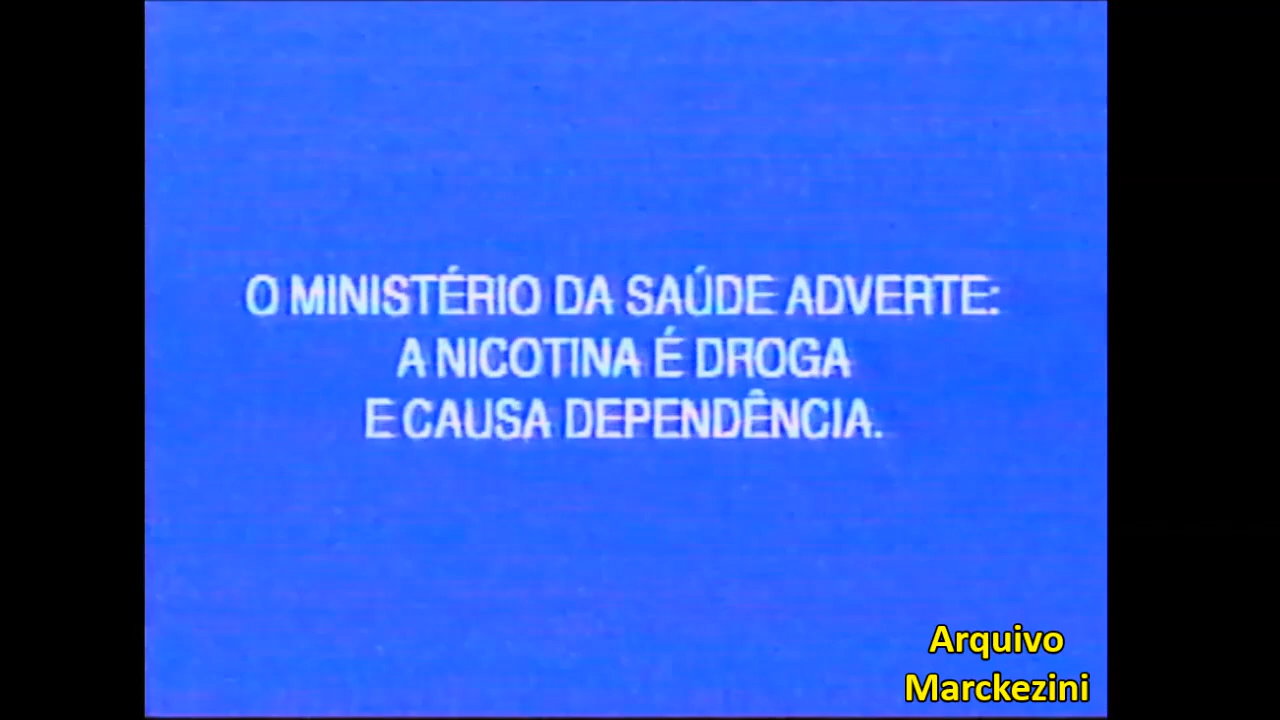 O MINISTÉRIO DA SAÚDE ADVERTE:
A NICOTINA É DROGA
E CAUSA DEPENDÊNCIA.
Arquivo
Marckezini